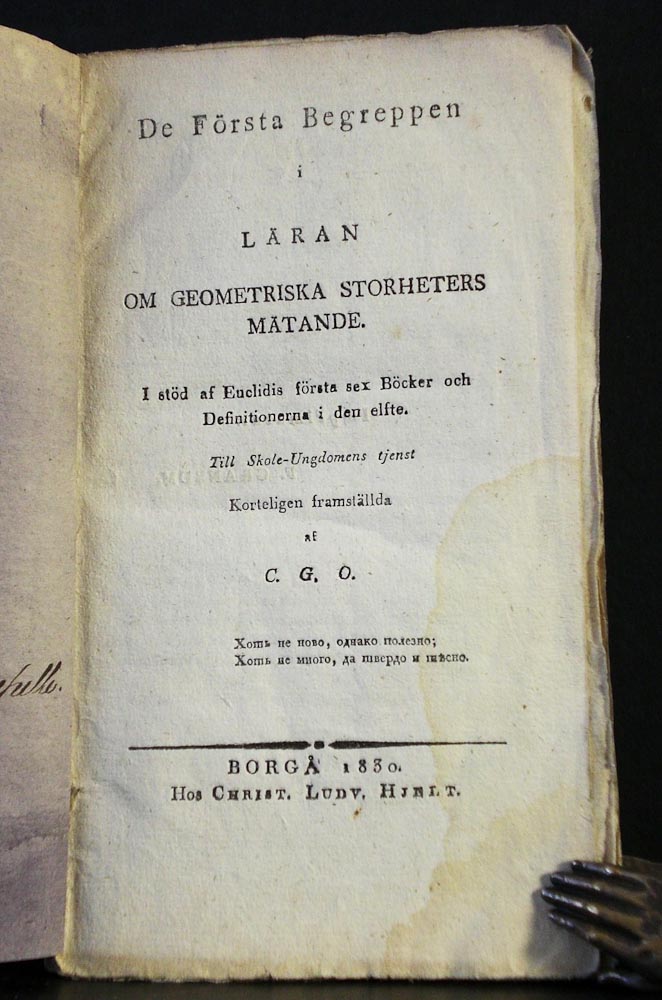 De Första Begreppen
i
LÄRAN
OM GEOMETRISKA STORHETERS
MÄTANDE.
I stöd af Euclidis första sex Böcker och
Definitionerna i den elfte.
Till Skole-Ungdomens tjenst
Korteligen framställda
af
C. G. O.
Хоть не ново, однако полезно;
Хоть не много, да твердо и тѣсно.
BORGÅ 1830.
Hos CHRIST. LUDV. HJELT.